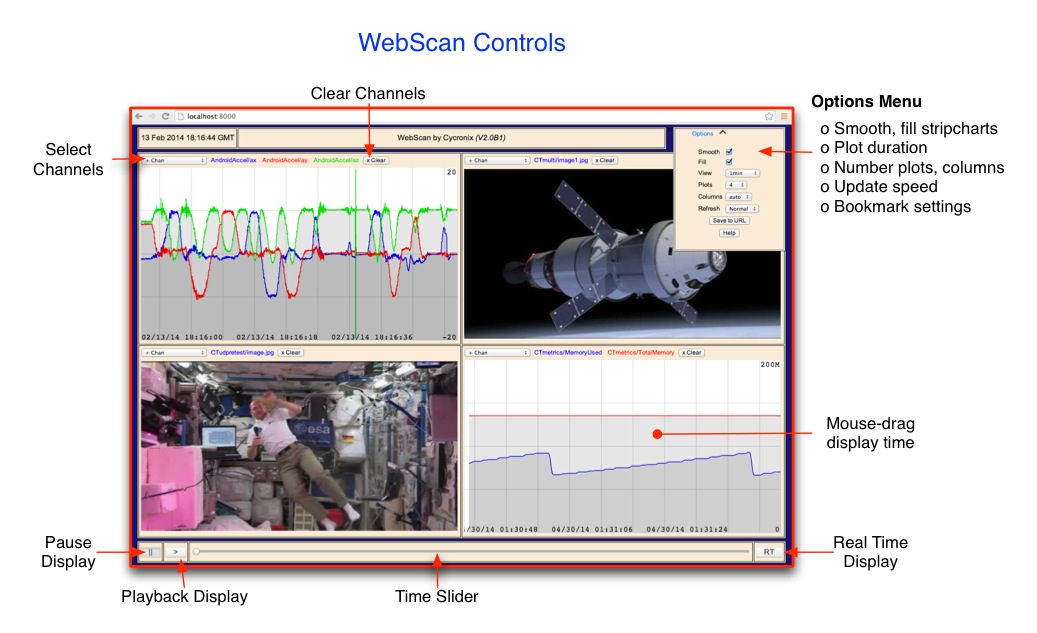 WebScan Controls
Clear Channels
Options Menu
o Smooth, fill stripcharts
o Plot duration
o Number plots, columns
o Update speed
o Bookmark settings
Select
Channels
localhost:8000
13 Feb 2014 18:16:44 GMT
WebScan by Cycronix (V2.0B1)
Options
Smooth
Fill
View 1min
Plots 4
Columns auto
Refresh Normal
Save to URL
Help
+ Chan AndroidAccel/ax AndroidAccel/ay AndroidAccel/az x Clear
20
02/13/14 18:16:00 02/13/14 18:16:18 02/13/14 18:16:36 -20
+ Chan CTmulti/image1.jpg x Clear
+ Chan CTudpretest/image.jpg x Clear
esa
+ Chan CTmetrics/MemoryUsed CTmetrics/TotalMemory x Clear
200M
/30/14 01:30:48 04/30/14 01:31:06 04/30/14 01:31:24 0
Mouse-drag
display time
Pause
Display
|| > RT
Real Time
Display
Playback Display
Time Slider